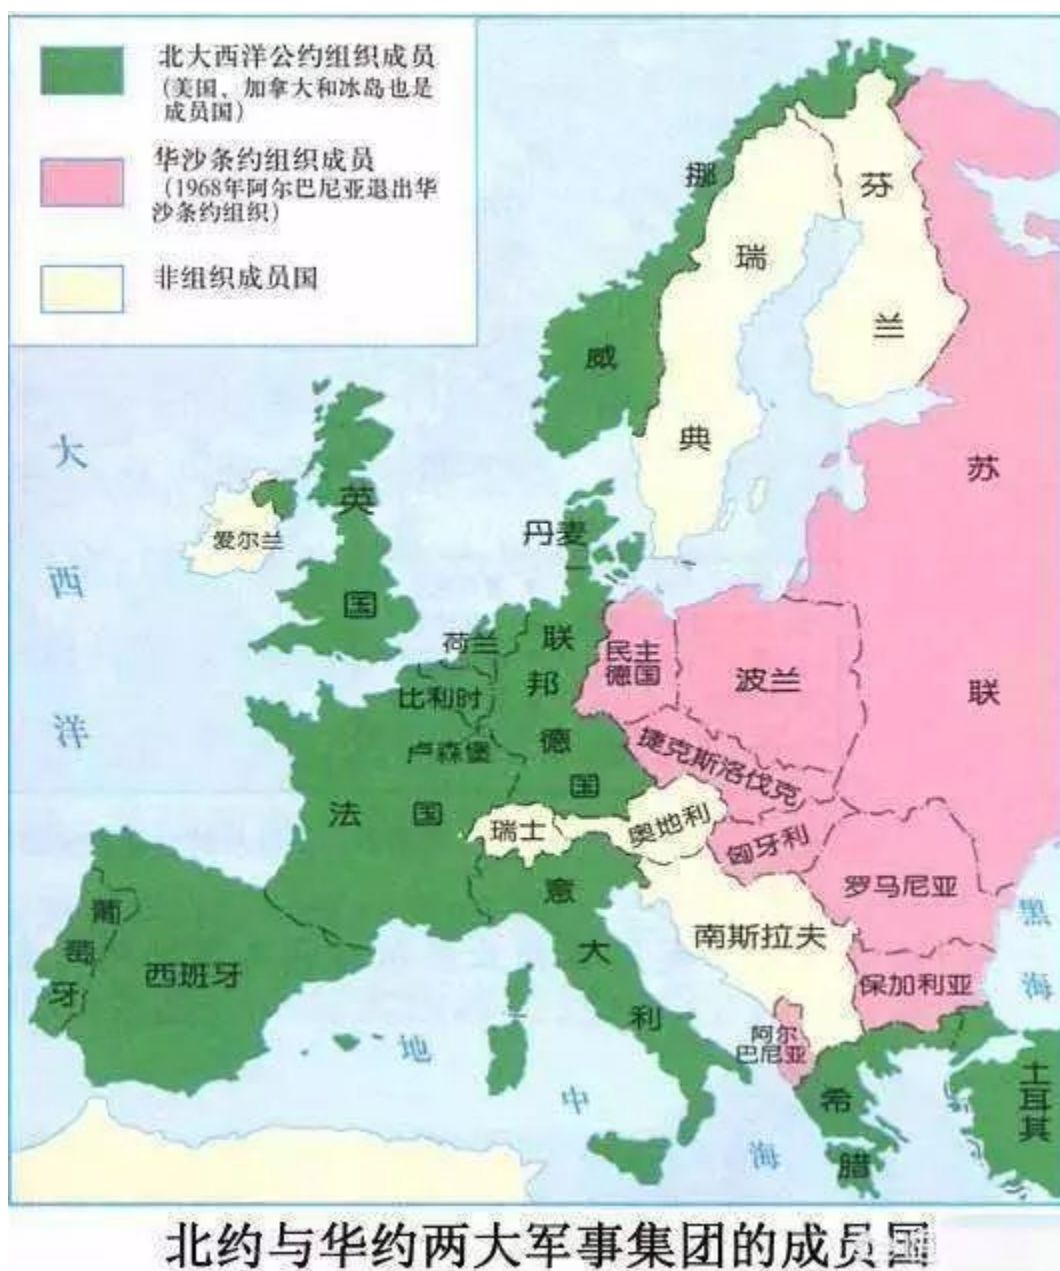 北大西洋公约组织成员
(美国、加拿大和冰岛也是
成员国)
华沙条约组织成员
(1968年阿尔巴尼亚退出华
沙条约组织)
非组织成员国
挪
威
瑞
典
芬
兰
苏
联
大
西
洋
英
国
爱尔兰
丹麦
荷兰
比利时
卢森堡
联
邦
德
国
民主
德国
波兰
捷克斯洛伐克
法
国
瑞士
奥地利
匈牙利
罗马尼亚
意
大
利
南斯拉夫
保加利亚
黑
海
葡
萄
牙
西班牙
阿尔
巴尼亚
地
中
海
希
腊
土
耳
其
北约与华约两大军事集团的成员国